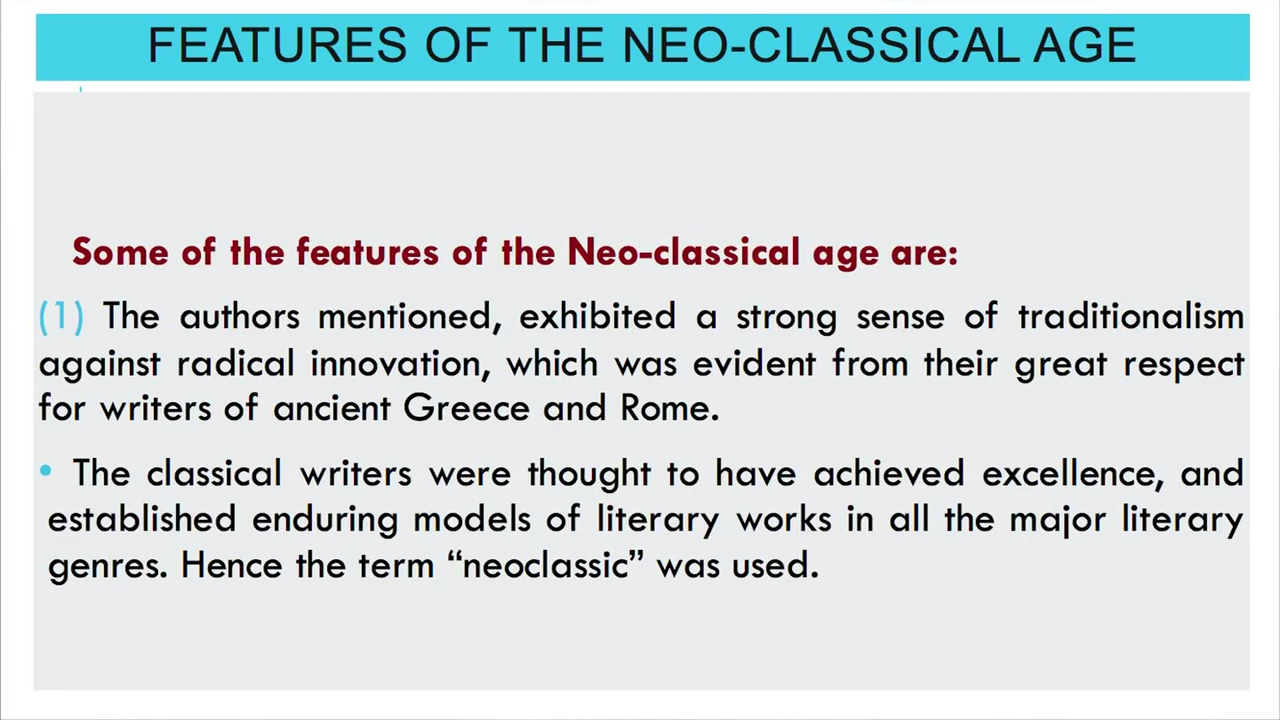 FEATURES OF THE NEO-CLASSICAL AGE
Some of the features of the Neo-classical age are:
(1) The authors mentioned, exhibited a strong sense of traditionalism
against radical innovation, which was evident from their great respect
for writers of ancient Greece and Rome.
• The classical writers were thought to have achieved excellence, and
established enduring models of literary works in all the major literary
genres. Hence the term “neoclassic” was used.